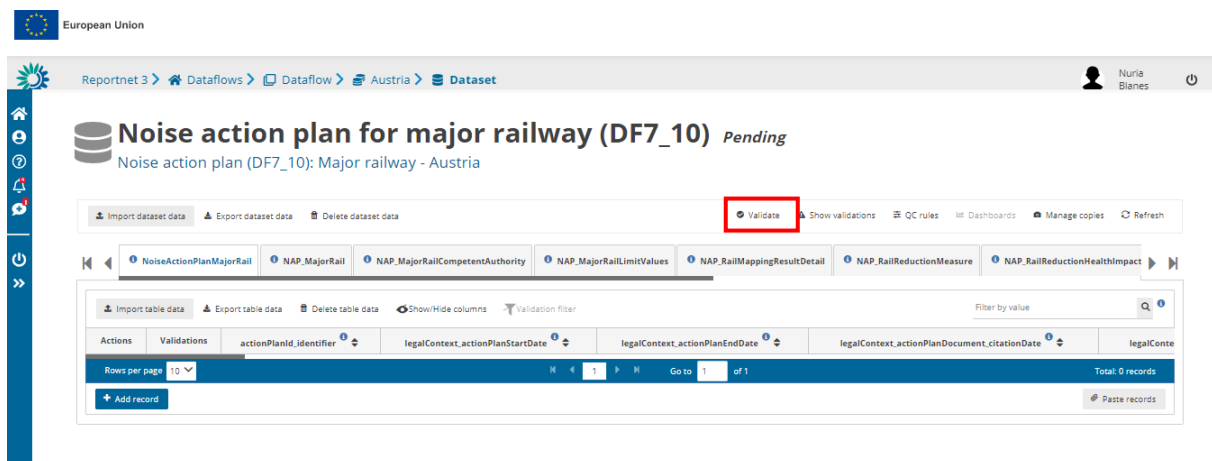 European Union
Reportnet 3 Dataflows Dataflow Austria Dataset
Nuria
Blanes
Noise action plan for major railway (DF7_10) Pending
Noise action plan (DF7_10): Major railway - Austria
Import dataset data Export dataset data Delete dataset data Validate Show validations QC rules Dashboards Manage copies Refresh
NoiseActionPlanMajorRail NAP_MajorRail NAP_MajorRailCompetentAuthority NAP_MajorRailLimitValues NAP_RailMappingResultDetail NAP_RailReductionMeasure NAP_RailReductionHealthImpact
Import table data Export table data Delete table data Show/Hide columns Validation filter Filter by value
Actions Validations actionPlanId_identifier legalContext_actionPlanStartDate legalContext_actionPlanEndDate legalContext_actionPlanDocument_citationDate legalConte
Rows per page 10 1 Go to 1 of 1 Total: 0 records
+ Add record Paste records